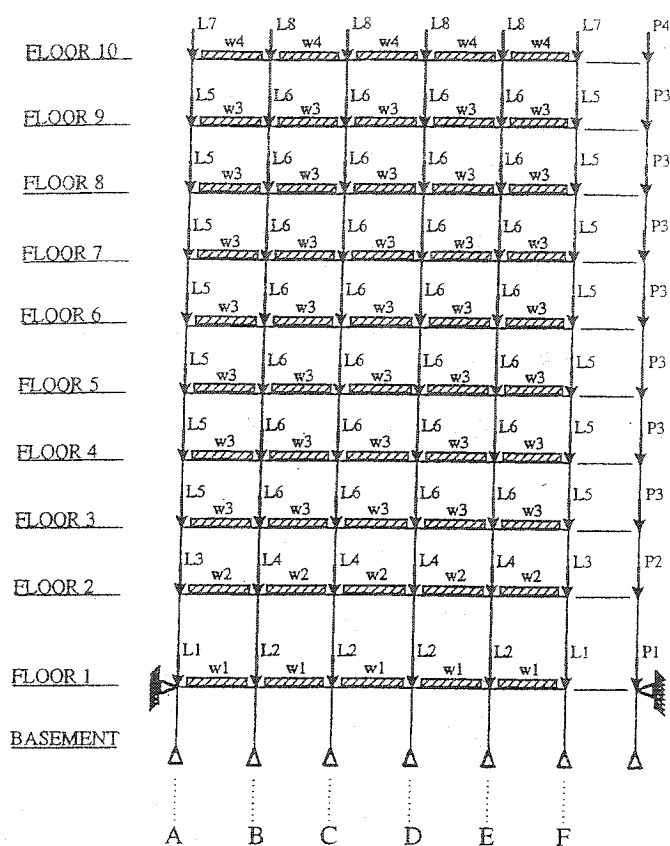 L7 L8 L8 L8 L8 L7 P4
w4 w4 w4 w4 w4
FLOOR 10
L5 L6 L6 L6 L6 L5 P3
w3 w3 w3 w3 w3
FLOOR 9
L5 L6 L6 L6 L6 L5 P3
w3 w3 w3 w3 w3
FLOOR 8
L5 L6 L6 L6 L6 L5 P3
w3 w3 w3 w3 w3
FLOOR 7
L5 L6 L6 L6 L6 L5 P3
w3 w3 w3 w3 w3
FLOOR 6
L5 L6 L6 L6 L6 L5 P3
w3 w3 w3 w3 w3
FLOOR 5
L5 L6 L6 L6 L6 L5 P3
w3 w3 w3 w3 w3
FLOOR 4
L5 L6 L6 L6 L6 L5 P3
w3 w3 w3 w3 w3
FLOOR 3
L3 L4 L4 L4 L4 L3 P2
w2 w2 w2 w2 w2
FLOOR 2
L1 L2 L2 L2 L2 L1 P1
w1 w1 w1 w1 w1
FLOOR 1
BASEMENT
A B C D E F